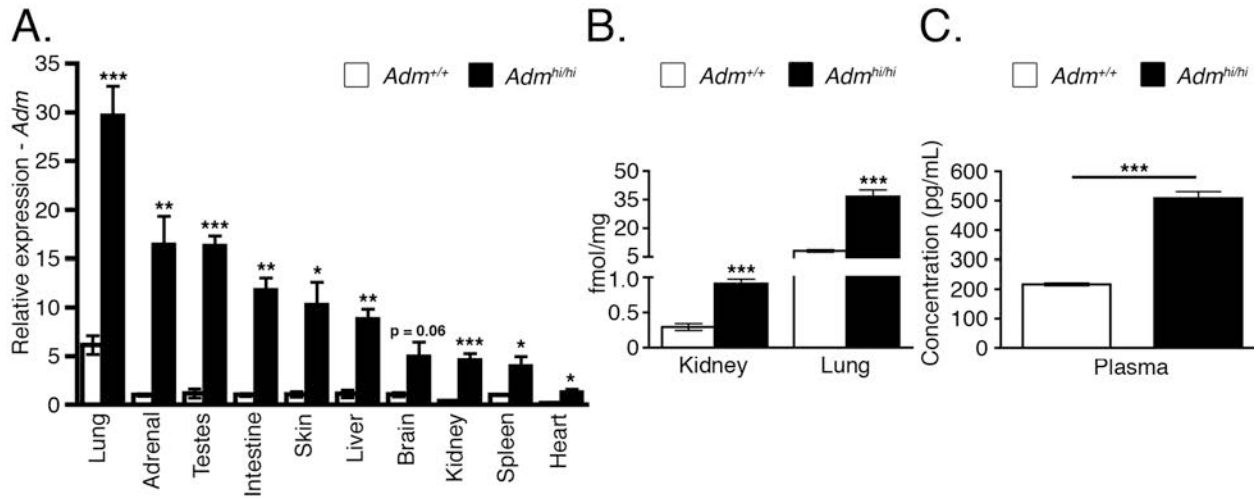 A.
Relative expression - Adm
35
30
25
20
15
10
5
0
Adm+/+
Admhi/hi
***
**
***
**
*
**
p = 0.06
***
*
*
Lung
Adrenal
Testes
Intestine
Skin
Liver
Brain
Kidney
Spleen
Heart
B.
Adm+/+
Admhi/hi
fmol/mg
50
35
20
5
1.0
0.5
0
***
***
Kidney
Lung
C.
Adm+/+
Admhi/hi
Concentration (pg/mL)
600
500
400
300
200
100
0
***
Plasma